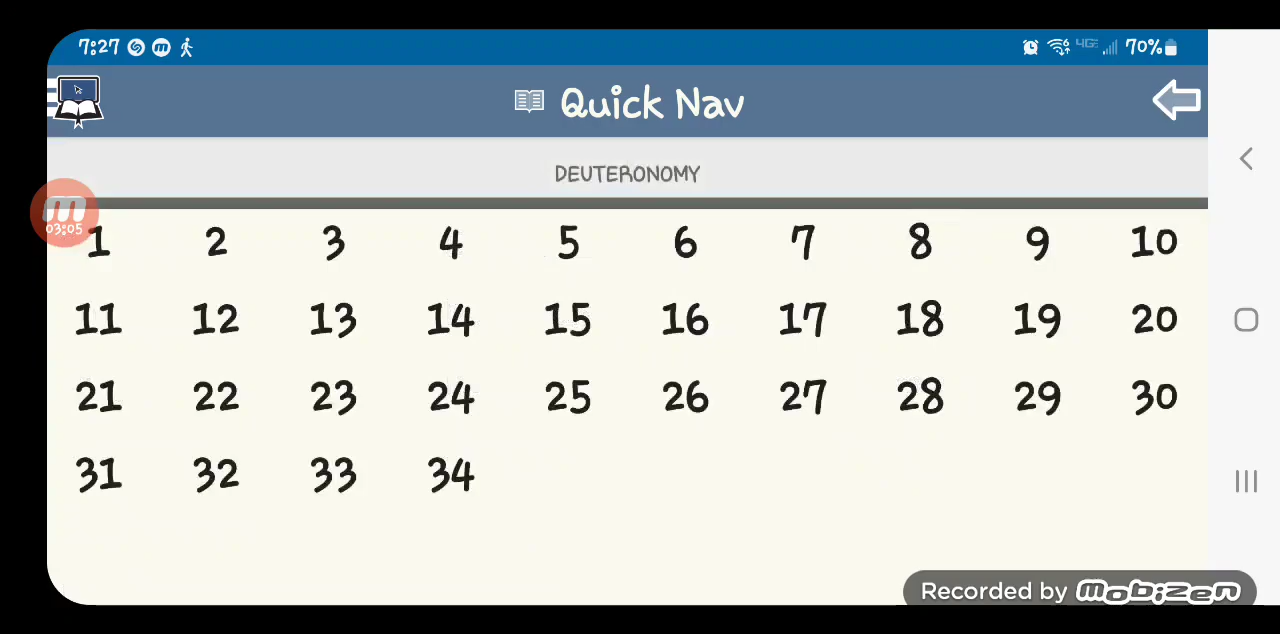 7:27 70%
4GE
Quick Nav
DEUTERONOMY
03:05
1 2 3 4 5 6 7 8 9 10
11 12 13 14 15 16 17 18 19 20
21 22 23 24 25 26 27 28 29 30
31 32 33 34
Recorded by mobizen